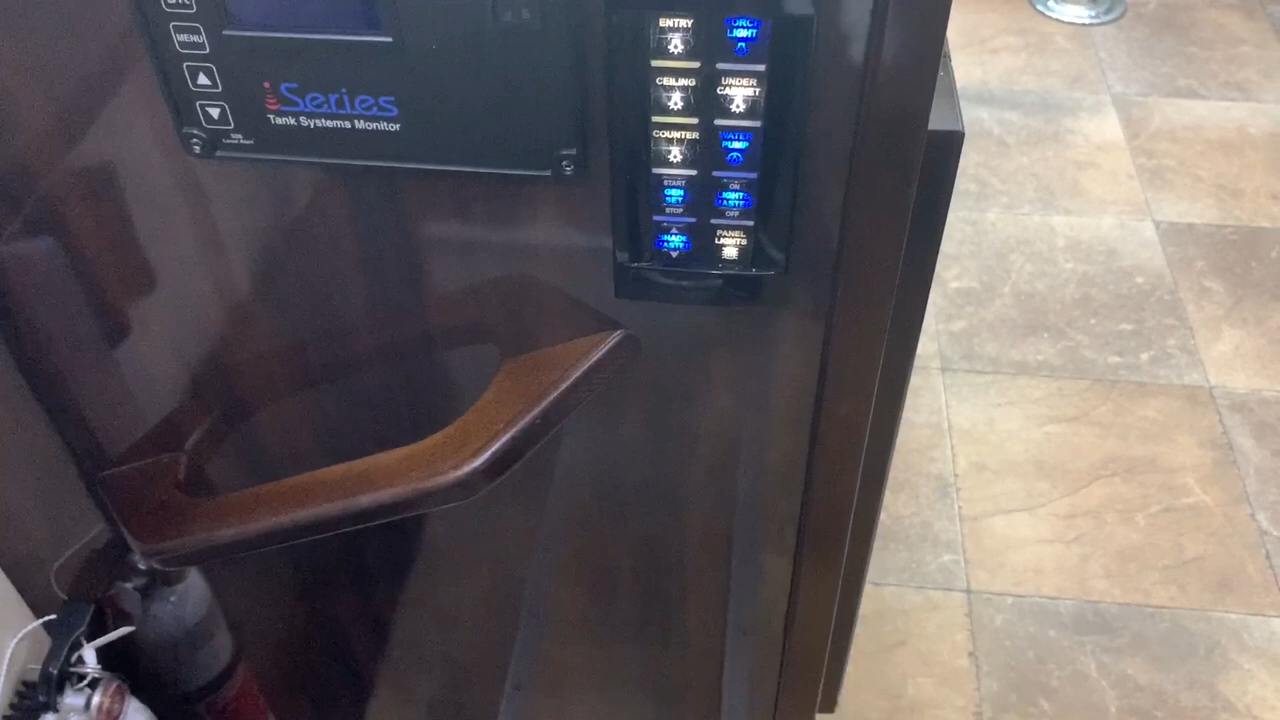 MENU
iSeries
Tank Systems Monitor
ENTRY
PORCH
LIGHT
CEILING
UNDER
CABINET
COUNTER
WATER
PUMP
START
GEN
SET
STOP
ON
LIGHTS
MASTER
OFF
SHADE
MASTER
PANEL
LIGHTS